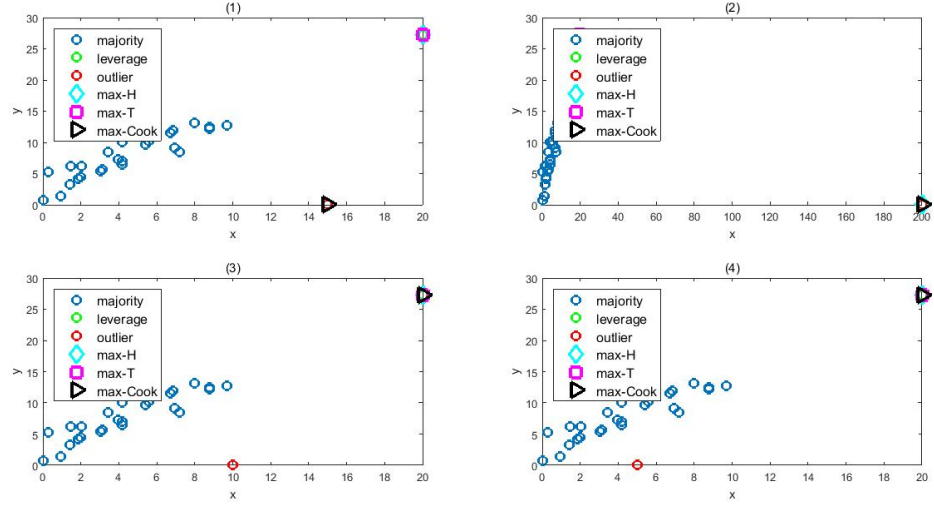 (1)
30
25
20
15
10
5
0
y
majority
leverage
outlier
max-H
max-T
max-Cook
0 2 4 6 8 10 12 14 16 18 20
x
(2)
30
25
20
15
10
5
0
y
majority
leverage
outlier
max-H
max-T
max-Cook
0 20 40 60 80 100 120 140 160 180 200
x
(3)
30
25
20
15
10
5
0
y
majority
leverage
outlier
max-H
max-T
max-Cook
0 2 4 6 8 10 12 14 16 18 20
x
(4)
30
25
20
15
10
5
0
y
majority
leverage
outlier
max-H
max-T
max-Cook
0 2 4 6 8 10 12 14 16 18 20
x